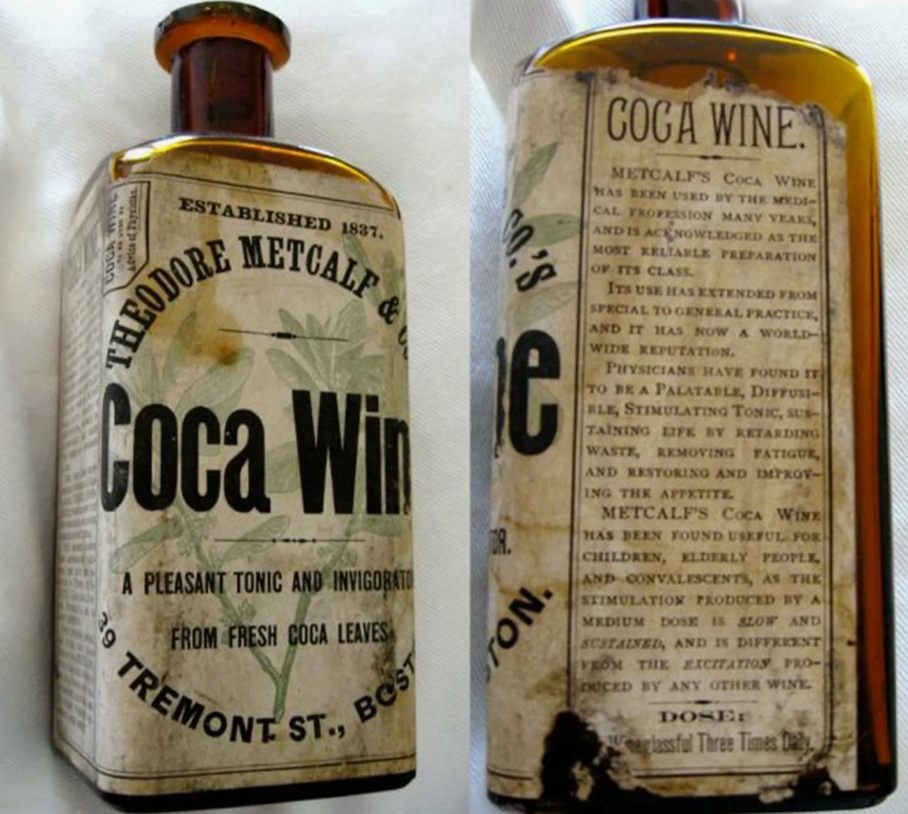 COCA WINE
Advice of Physicians.
ESTABLISHED 1837.
THEODORE METCALF &
Coca Win
A PLEASANT TONIC AND INVIGORATO
FROM FRESH COCA LEAVES
39 TREMONT ST., BOST
O.'S
ne
OR.
TON.
COCA WINE.
METCALF'S COCA WINE
HAS BEEN USED BY THE MEDI-
CAL PROFESSION MANY YEARS,
AND IS ACKNOWLEDGED AS THE
MOST RELIABLE PREPARATION
OF ITS CLASS.
ITS USE HAS EXTENDED FROM
SPECIAL TO GENERAL PRACTICE,
AND IT HAS NOW A WORLD-
WIDE REPUTATION.
PHYSICIANS HAVE FOUND IT
TO BE A PALATABLE, DIFFUSI-
BLE, STIMULATING TONIC, SUS-
TAINING LIFE BY RETARDING
WASTE, REMOVING FATIGUE,
AND RESTORING AND IMPROV-
ING THE APPETITE.
METCALF'S COCA WINE
HAS BEEN FOUND USEFUL FOR
CHILDREN, ELDERLY PEOPLE,
AND CONVALESCENTS, AS THE
STIMULATION PRODUCED BY A
MEDIUM DOSE IS SLOW AND
SUSTAINED, AND IS DIFFERENT
FROM THE EXCITATION PRO-
DUCED BY ANY OTHER WINE.
DOSE:
Wineglassful Three Times Daily.